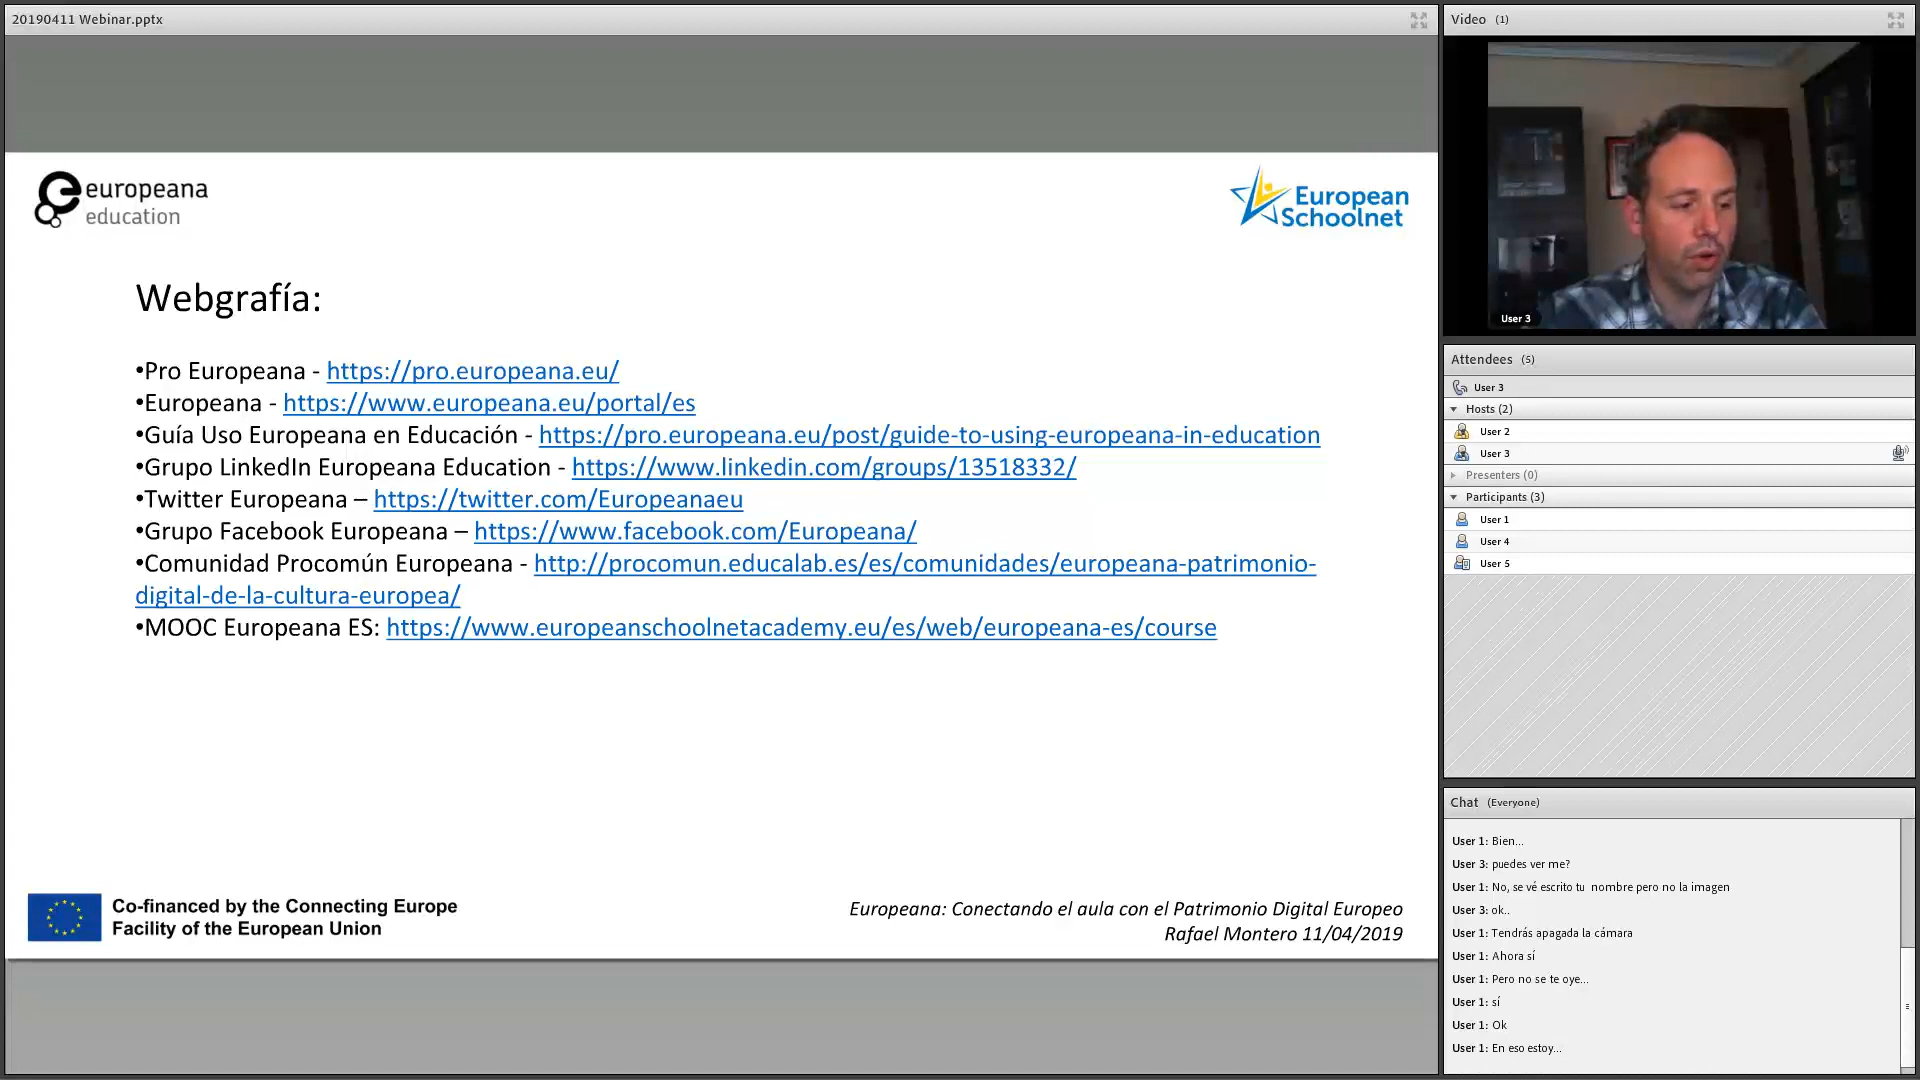 20190411 Webinar.pptx
europeana
education
European
Schoolnet
Webgrafía:
•Pro Europeana - https://pro.europeana.eu/
•Europeana - https://www.europeana.eu/portal/es
•Guía Uso Europeana en Educación - https://pro.europeana.eu/post/guide-to-using-europeana-in-education
•Grupo LinkedIn Europeana Education - https://www.linkedin.com/groups/13518332/
•Twitter Europeana – https://twitter.com/Europeanaeu
•Grupo Facebook Europeana – https://www.facebook.com/Europeana/
•Comunidad Procomún Europeana - http://procomun.educalab.es/es/comunidades/europeana-patrimonio-
digital-de-la-cultura-europea/
•MOOC Europeana ES: https://www.europeanschoolnetacademy.eu/es/web/europeana-es/course
Co-financed by the Connecting Europe
Facility of the European Union
Europeana: Conectando el aula con el Patrimonio Digital Europeo
Rafael Montero 11/04/2019
Video (1)
User 3
Attendees (5)
User 3
Hosts (2)
User 2
User 3
Presenters (0)
Participants (3)
User 1
User 4
User 5
Chat (Everyone)
User 1: Bien...
User 3: puedes ver me?
User 1: No, se vé escrito tu nombre pero no la imagen
User 3: ok..
User 1: Tendrás apagada la cámara
User 1: Ahora sí
User 1: Pero no se te oye...
User 1: sí
User 1: Ok
User 1: En eso estoy...